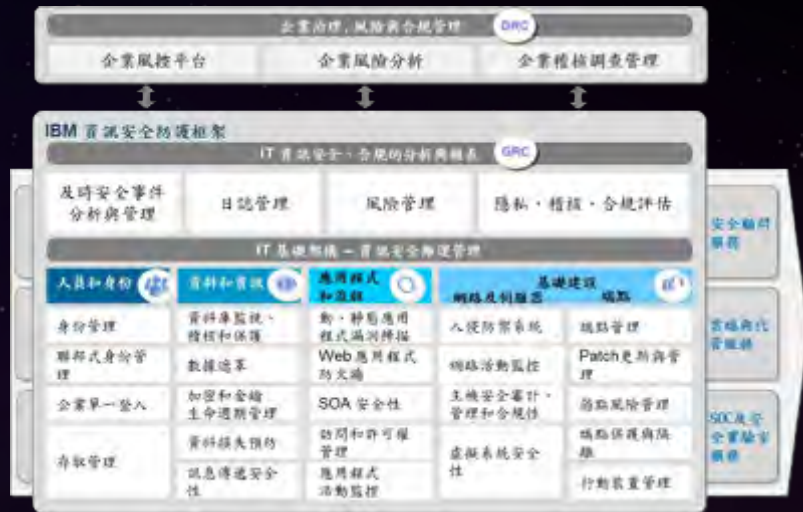 企業治理, 風險與合規管理 GRC
企業風控平台
企業風險分析
企業稽核調查管理
IBM 資訊安全防護框架
IT 資訊安全、合規的分析與報表 GRC
及時安全事件
分析與管理
日誌管理
風險管理
隱私、稽核、合規評估
IT 基礎架構 – 資訊安全維運管理
人員和身份
資料和資訊
應用程式
和流程
基礎建設
網路及伺服器
端點
身份管理
聯邦式身份管
理
企業單一登入
存取管理
資料庫監視、
稽核和保護
數據遮罩
加密和金鑰
生命週期管理
資料損失預防
訊息傳遞安全
性
動、靜態應用
程式漏洞掃描
Web 應用程式
防火牆
SOA 安全性
訪問和許可權
管理
應用程式
活動監控
入侵防禦系統
網路活動監控
主機安全審計、
管理和合規性
虛擬系統安全
性
端點管理
Patch更新與管
理
弱點風險管理
端點保護與隔
離
行動裝置管理
安全顧問
服務
雲端與代
管服務
SOC及安
全實驗室
服務